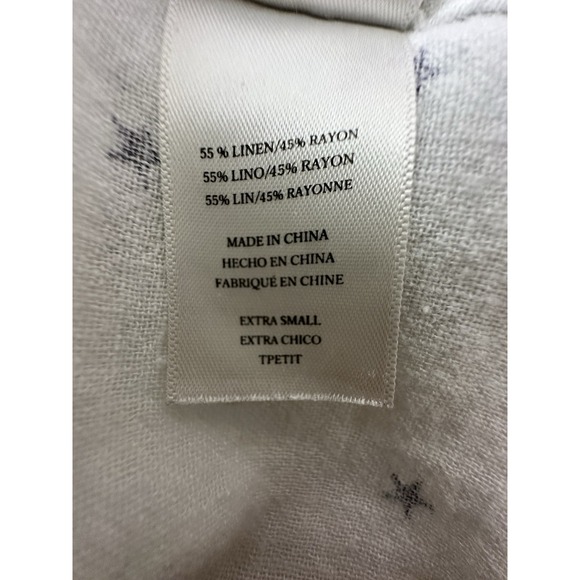 55 % LINEN/45% RAYON
55% LINO/45% RAYON
55% LIN/45% RAYONNE
MADE IN CHINA
HECHO EN CHINA
FABRIQUÉ EN CHINE
EXTRA SMALL
EXTRA CHICO
TPETIT